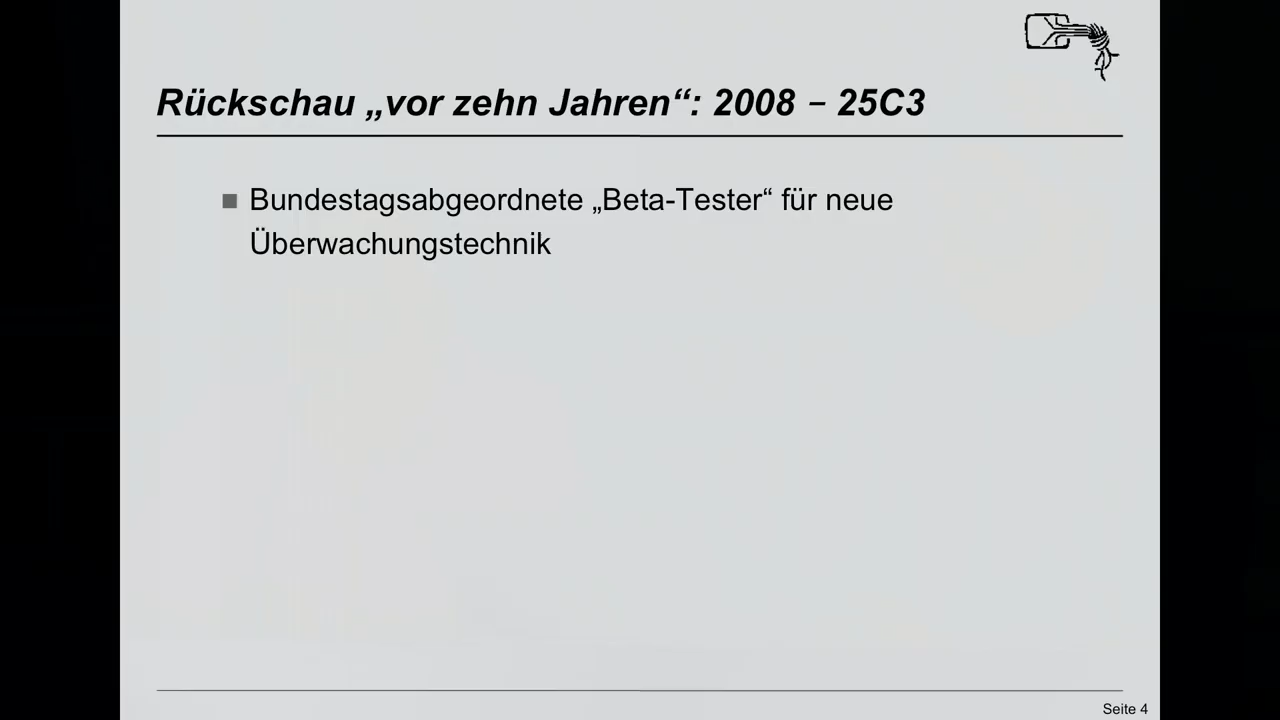 Rückschau „vor zehn Jahren“: 2008 – 25C3
Bundestagsabgeordnete „Beta-Tester“ für neue
Überwachungstechnik
Seite 4